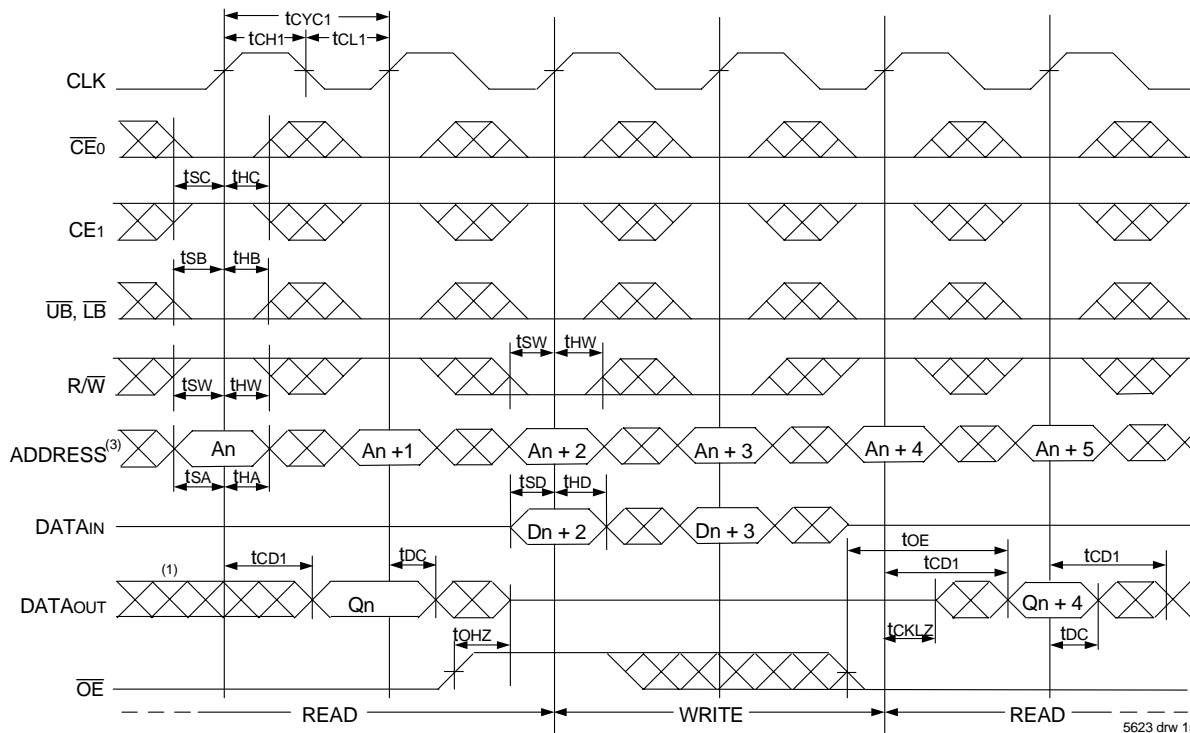 tCYC1
tCH1 tCL1
CLK
CE0
tSC tHC
CE1
tSB tHB
UB, LB
tSW tHW
R/W
tSW tHW
ADDRESS(3) An An +1 An + 2 An + 3 An + 4 An + 5
tSA tHA
tSD tHD
DATAIN Dn + 2 Dn + 3
tOE
(1) tCD1 tDC tCD1 tCD1
DATAOUT Qn Qn + 4
tOHZ tCKLZ tDC
OE
READ WRITE READ
5623 drw